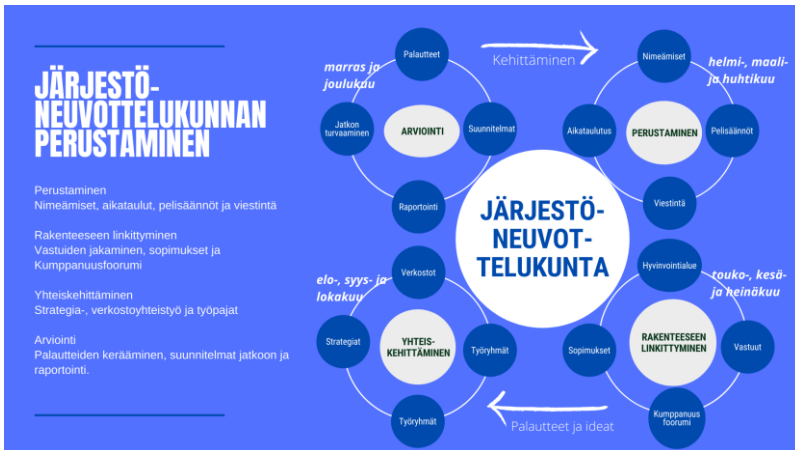 JÄRJESTÖ-
NEUVOTTELUKUNNAN
PERUSTAMINEN
Perustaminen
Nimeämiset, aikataulut, pelisäännöt ja viestintä
Rakenteeseen linkittyminen
Vastuiden jakaminen, sopimukset ja
Kumppanuusfoorumi
Yhteiskehittäminen
Strategia-, verkostoyhteistyö ja työpajat
Arviointi
Palautteiden kerääminen, suunnitelmat jatkoon ja
raportointi.
marras ja
joulukuu
Palautteet
Jatkon
turvaaminen
ARVIOINTI
Suunnitelmat
Raportointi
Kehittäminen
helmi-, maali-
ja huhtikuu
Nimeämiset
Aikataulutus
PERUSTAMINEN
Pelisäännöt
Viestintä
JÄRJESTÖ-
NEUVOT-
TELUKUNTA
elo-, syys- ja
lokakuu
Verkostot
Strategiat
YHTEIS-
KEHITTÄMINEN
Työryhmät
Työryhmät
touko-, kesä-
ja heinäkuu
Hyvinvointialue
Sopimukset
RAKENTEESEEN
LINKITTYMINEN
Vastuut
Kumppanuus
foorumi
Palautteet ja ideat